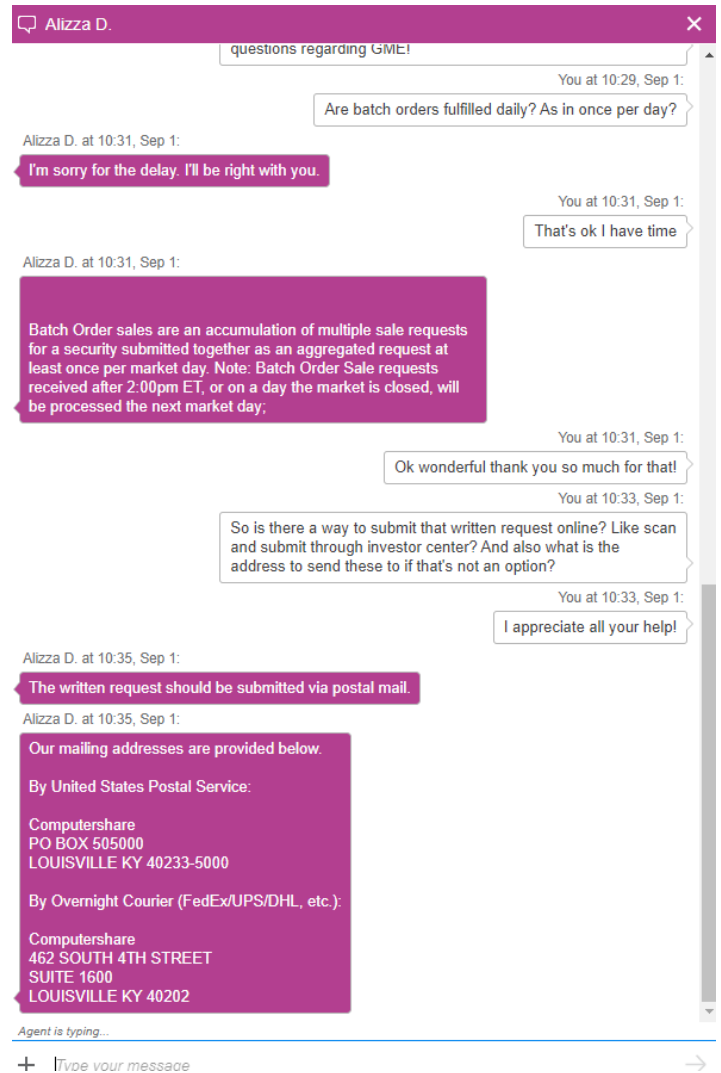 Alizza D.
questions regarding GME!
You at 10:29, Sep 1:
Are batch orders fulfilled daily? As in once per day?
Alizza D. at 10:31, Sep 1:
I'm sorry for the delay. I'll be right with you.
You at 10:31, Sep 1:
That's ok I have time
Alizza D. at 10:31, Sep 1:
Batch Order sales are an accumulation of multiple sale requests
for a security submitted together as an aggregated request at
least once per market day. Note: Batch Order Sale requests
received after 2:00pm ET, or on a day the market is closed, will
be processed the next market day;
You at 10:31, Sep 1:
Ok wonderful thank you so much for that!
You at 10:33, Sep 1:
So is there a way to submit that written request online? Like scan
and submit through investor center? And also what is the
address to send these to if that's not an option?
You at 10:33, Sep 1:
I appreciate all your help!
Alizza D. at 10:35, Sep 1:
The written request should be submitted via postal mail.
Alizza D. at 10:35, Sep 1:
Our mailing addresses are provided below.
By United States Postal Service:
Computershare
PO BOX 505000
LOUISVILLE KY 40233-5000
By Overnight Courier (FedEx/UPS/DHL, etc.):
Computershare
462 SOUTH 4TH STREET
SUITE 1600
LOUISVILLE KY 40202
Agent is typing...
Type your message